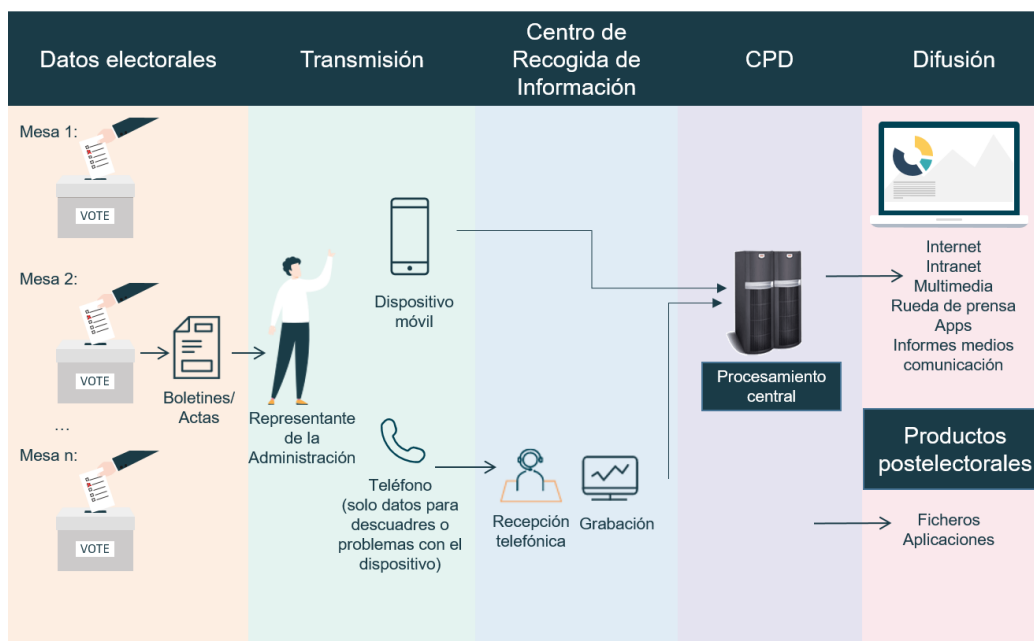 Datos electorales
Transmisión
Centro de
Recogida de
Información
CPD
Difusión
Mesa 1:
VOTE
Mesa 2:
VOTE
...
Mesa n:
VOTE
Boletines/
Actas
Representante
de la
Administración
Dispositivo
móvil
Teléfono
(solo datos para
descuadres o
problemas con el
dispositivo)
Recepción
telefónica
Grabación
Procesamiento
central
Internet
Intranet
Multimedia
Rueda de prensa
Apps
Informes medios
comunicación
Productos
postelectorales
Ficheros
Aplicaciones